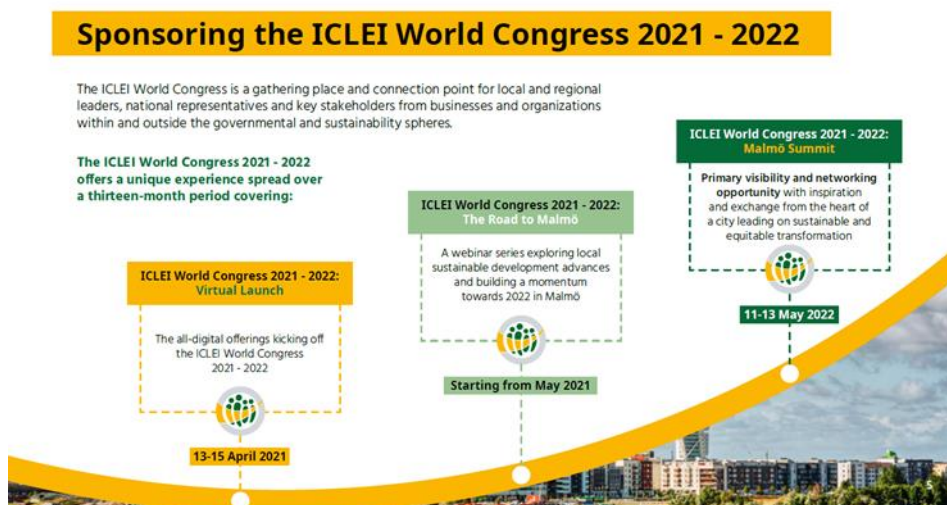 Sponsoring the ICLEI World Congress 2021 - 2022
The ICLEI World Congress is a gathering place and connection point for local and regional
leaders, national representatives and key stakeholders from businesses and organizations
within and outside the governmental and sustainability spheres.
The ICLEI World Congress 2021 - 2022
offers a unique experience spread over
a thirteen-month period covering:
ICLEI World Congress 2021 - 2022:
Virtual Launch
The all-digital offerings kicking off
the ICLEI World Congress
2021 - 2022
13-15 April 2021
ICLEI World Congress 2021 - 2022:
The Road to Malmö
A webinar series exploring local
sustainable development advances
and building a momentum
towards 2022 in Malmö
Starting from May 2021
ICLEI World Congress 2021 - 2022:
Malmö Summit
Primary visibility and networking
opportunity with inspiration
and exchange from the heart of
a city leading on sustainable and
equitable transformation
11-13 May 2022
5